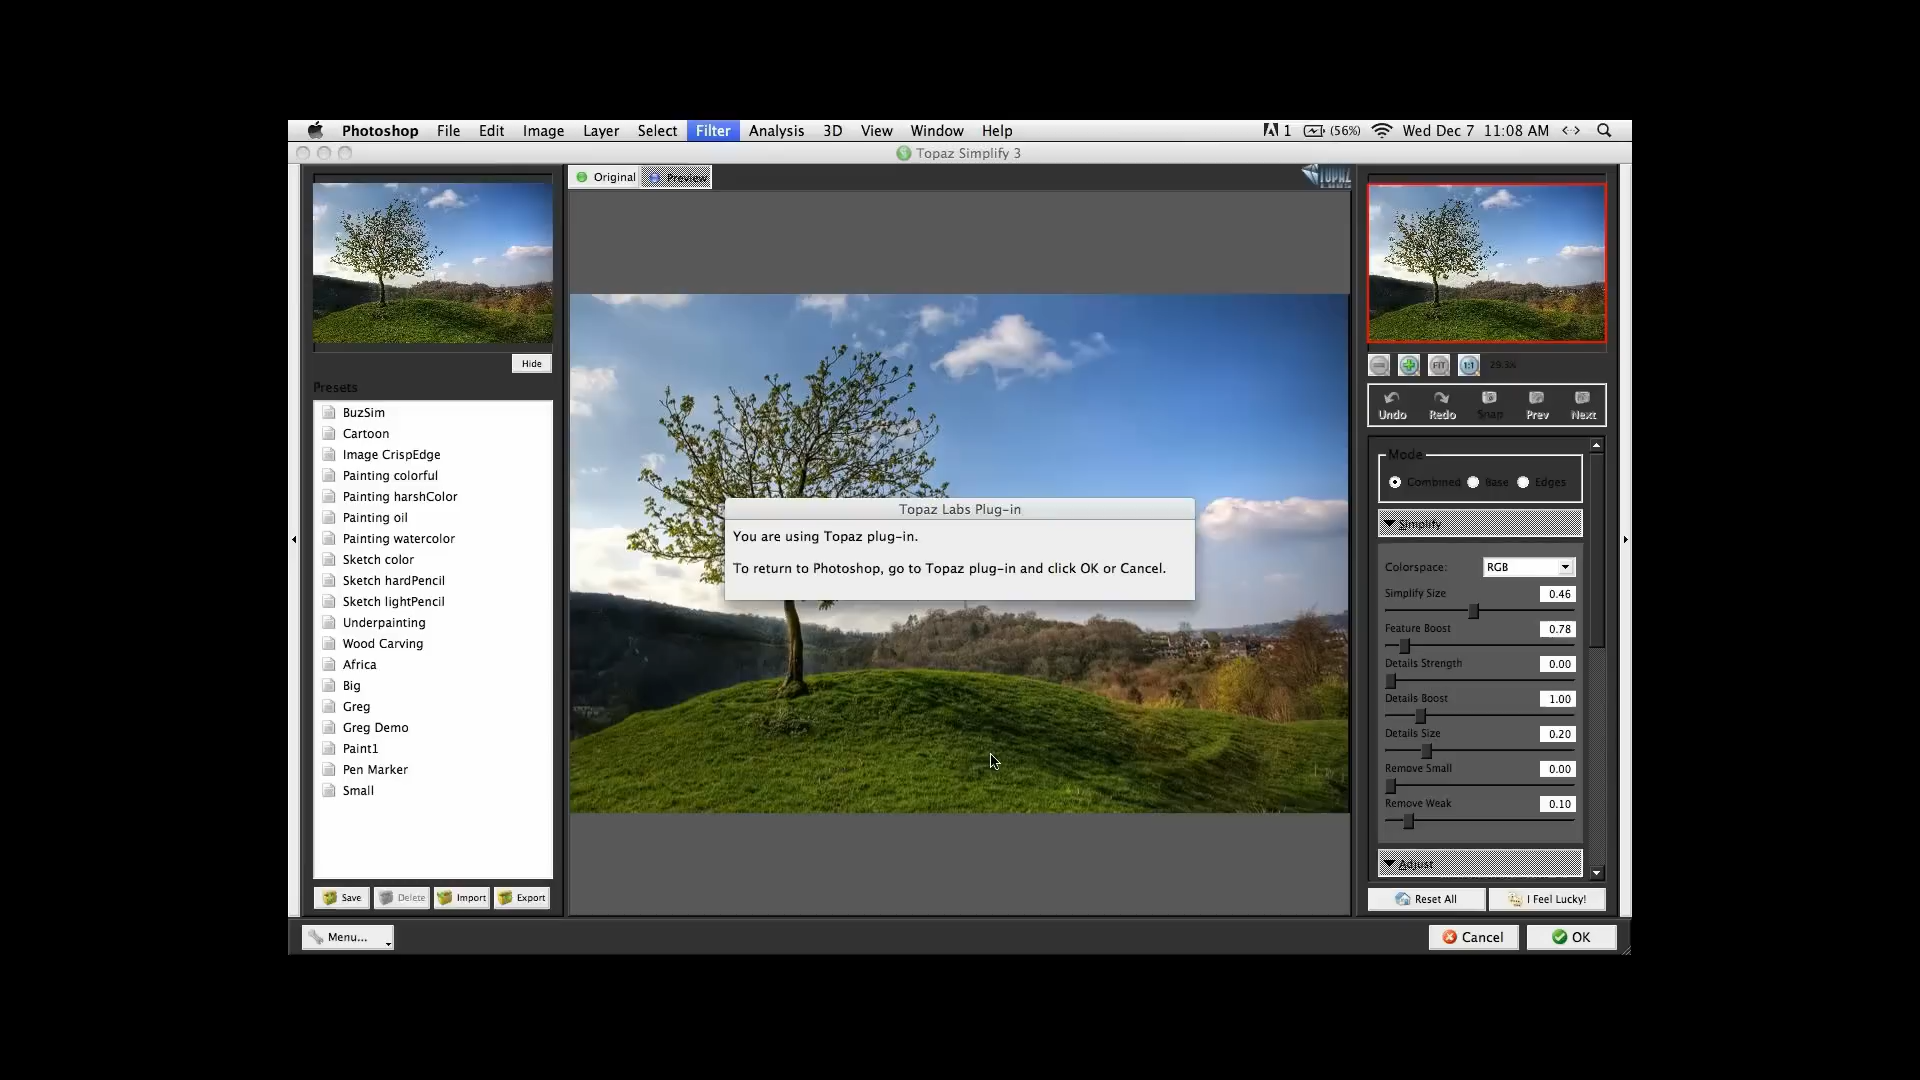 Photoshop File Edit Image Layer Select Filter Analysis 3D View Window Help 1 (56%) Wed Dec 7 11:08 AM
Topaz Simplify 3
Original Preview
TOPAZ
LABS
Hide
Presets
BuzSim
Cartoon
Image CrispEdge
Painting colorful
Painting harshColor
Painting oil
Painting watercolor
Sketch color
Sketch hardPencil
Sketch lightPencil
Underpainting
Wood Carving
Africa
Big
Greg
Greg Demo
Paint1
Pen Marker
Small
Save Delete Import Export
Menu...
Topaz Labs Plug-in
You are using Topaz plug-in.
To return to Photoshop, go to Topaz plug-in and click OK or Cancel.
FIT 1:1 29.3%
Undo Redo Snap Prev Next
Mode
Combined Base Edges
Simplify
Colorspace: RGB
Simplify Size 0.46
Feature Boost 0.78
Details Strength 0.00
Details Boost 1.00
Details Size 0.20
Remove Small 0.00
Remove Weak 0.10
Adjust
Reset All I Feel Lucky!
Cancel OK